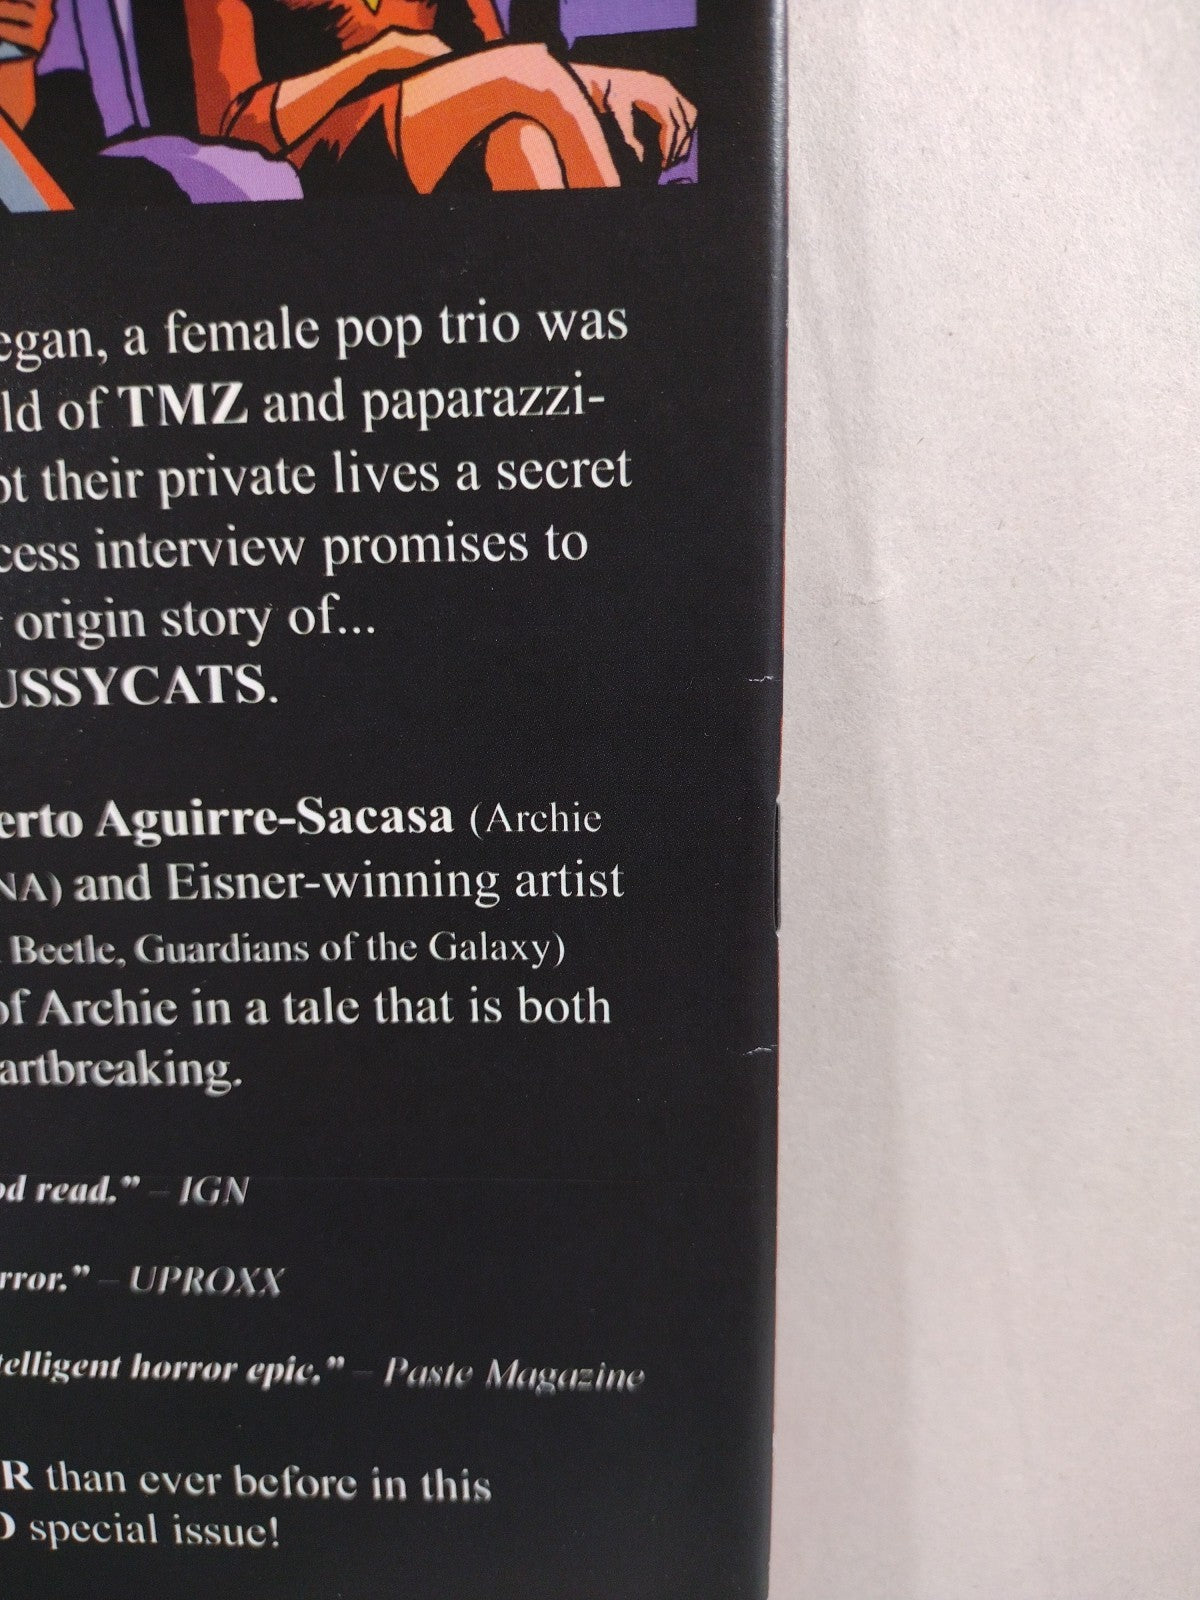 egan, a female pop trio was
ld of TMZ and paparazzi-
pt their private lives a secret
cess interview promises to
origin story of...
USSYCATS.
erto Aguirre-Sacasa (Archie
NA) and Eisner-winning artist
Beetle, Guardians of the Galaxy)
of Archie in a tale that is both
artbreaking.
od read.” – IGN
rror.” – UPROXX
telligent horror epic.” – Paste Magazine
R than ever before in this
D special issue!